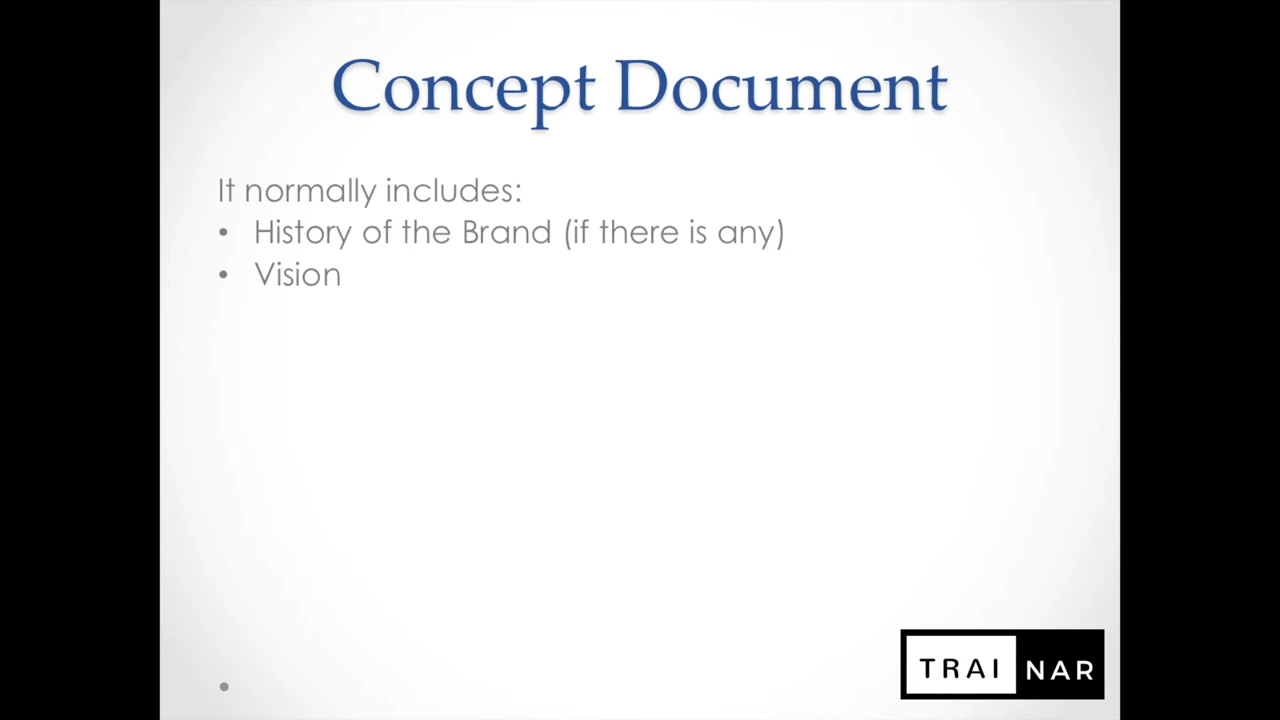 Concept Document
It normally includes:
• History of the Brand (if there is any)
• Vision
•
TRAI NAR